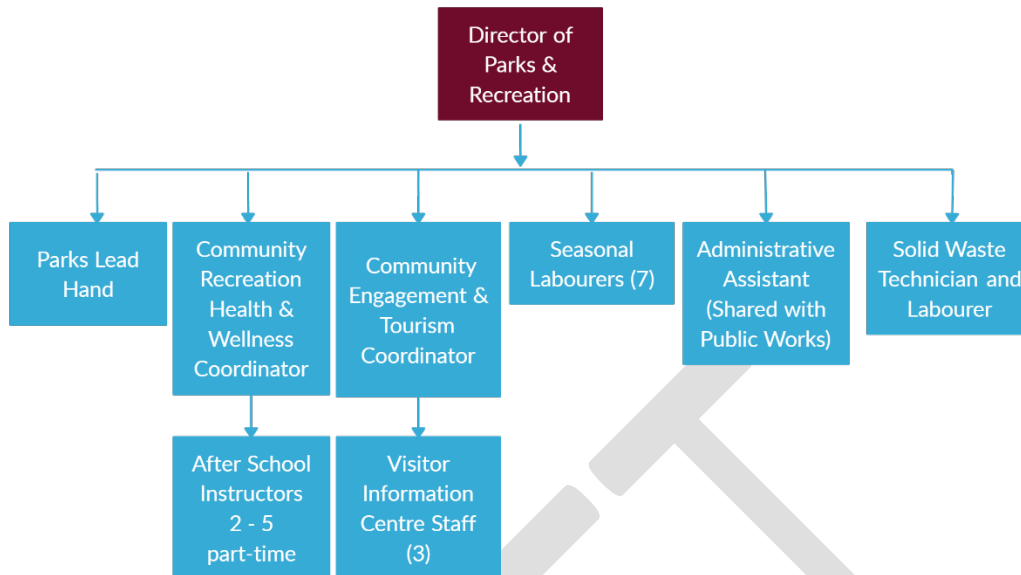 Director of
Parks &
Recreation
Parks Lead
Hand
Community
Recreation
Health &
Wellness
Coordinator
Community
Engagement &
Tourism
Coordinator
Seasonal
Labourers (7)
Administrative
Assistant
(Shared with
Public Works)
Solid Waste
Technician and
Labourer
After School
Instructors
2 - 5
part-time
Visitor
Information
Centre Staff
(3)